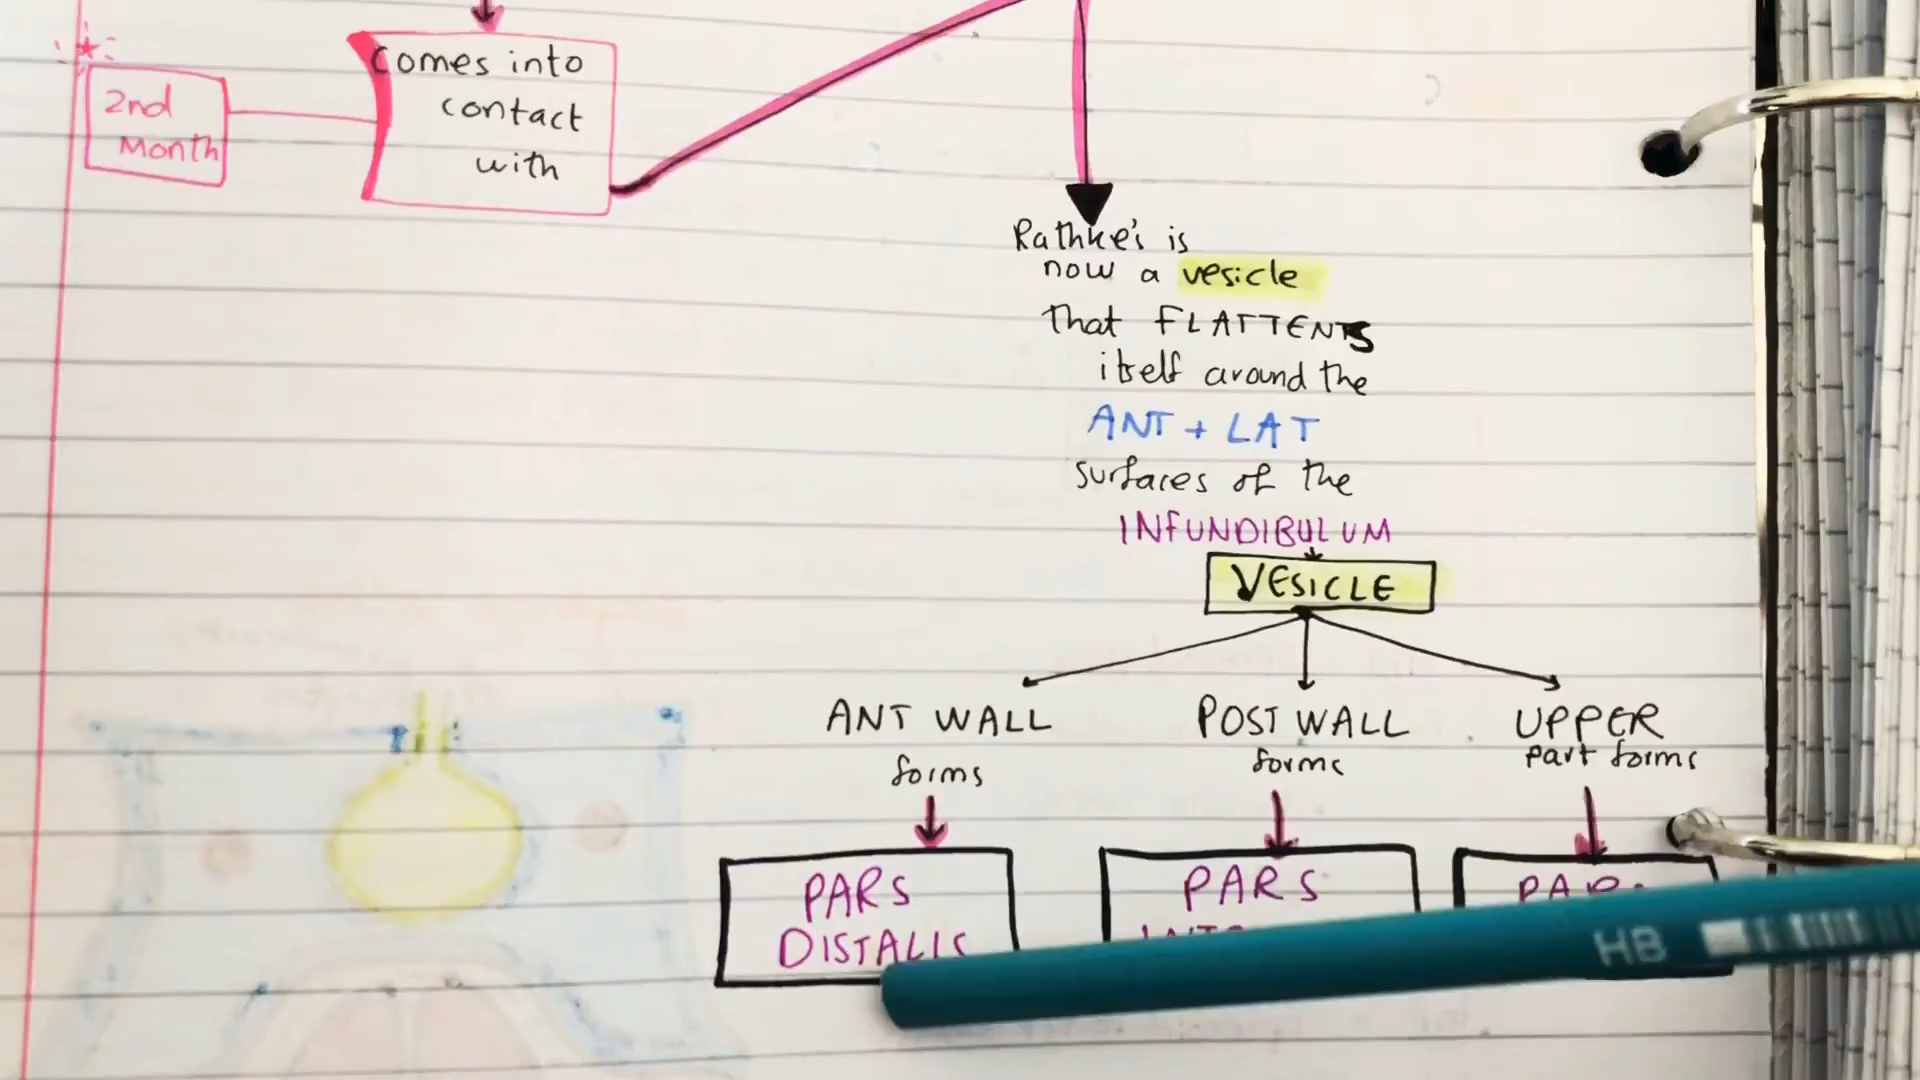 comes into
contact
with
2nd
Month
Rathke's is
now a vesicle
that FLATTENS
itself around the
ANT + LAT
surfaces of the
INFUNDIBULUM
VESICLE
ANT WALL
forms
POST WALL
forms
UPPER
part forms
PARS
DISTALIS
PARS
HB